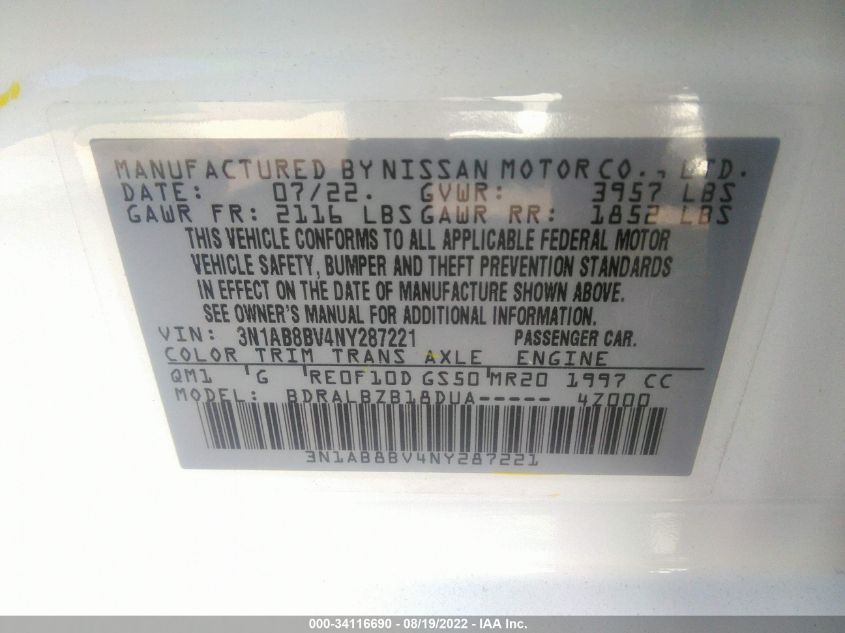 MANUFACTURED BY NISSAN MOTOR CO., LTD.
DATE: 07/22. GVWR: 3957 LBS
GAWR FR: 2116 LBS GAWR RR: 1852 LBS
THIS VEHICLE CONFORMS TO ALL APPLICABLE FEDERAL MOTOR
VEHICLE SAFETY, BUMPER AND THEFT PREVENTION STANDARDS
IN EFFECT ON THE DATE OF MANUFACTURE SHOWN ABOVE.
SEE OWNER'S MANUAL FOR ADDITIONAL INFORMATION.
VIN: 3N1AB8BV4NY287221 PASSENGER CAR.
COLOR TRIM TRANS AXLE ENGINE
QM1 G RE0F10D GS50 MR20 1997 CC
MODEL: BDRALBZB18DUA----- 4Z000
3N1AB8BV4NY287221
000-34116690 - 08/19/2022 - IAA Inc.